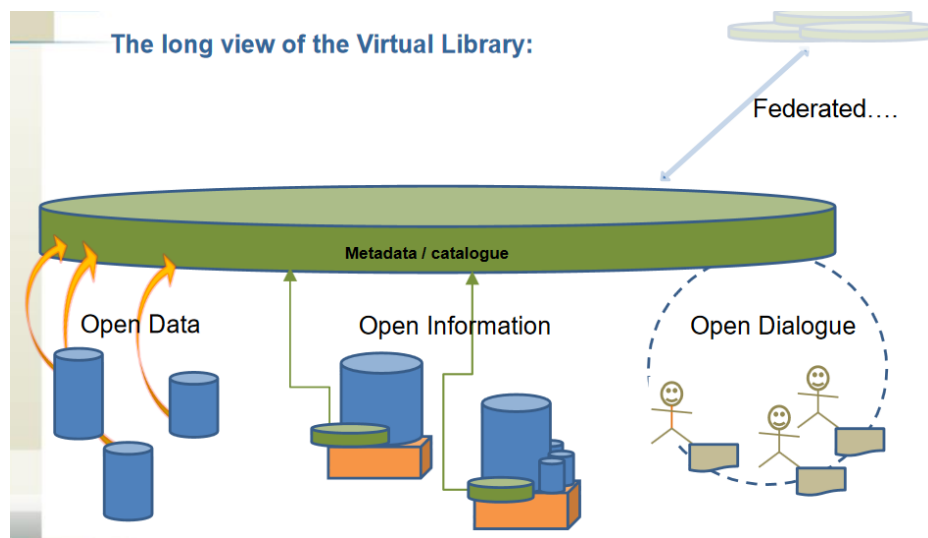 The long view of the Virtual Library:
Federated….
Metadata / catalogue
Open Data
Open Information
Open Dialogue